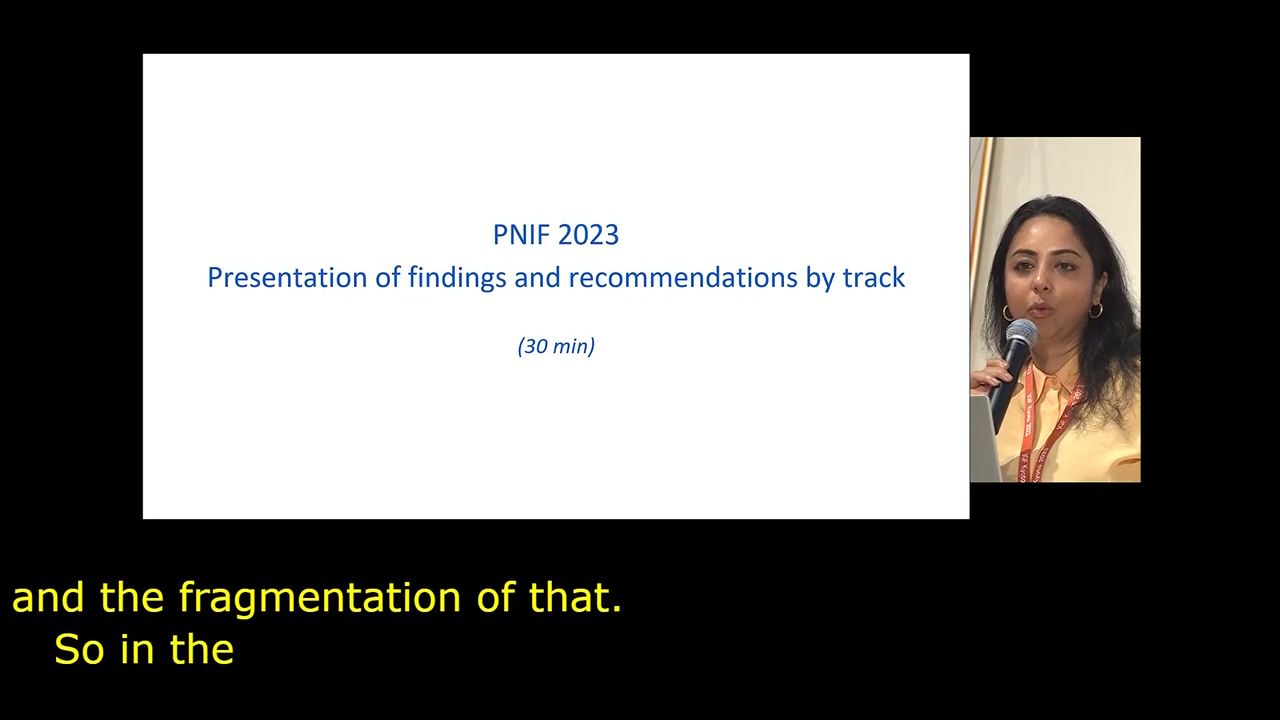 PNIF 2023
Presentation of findings and recommendations by track
(30 min)
and the fragmentation of that.
So in the